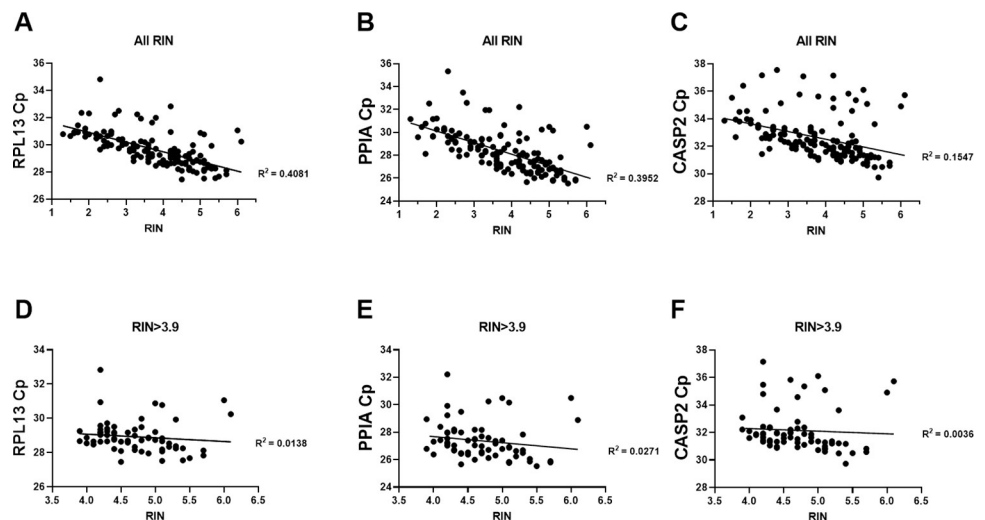 A
All RIN
RPL13 Cp
36
34
32
30
28
26
1
2
3
4
5
6
RIN
R² = 0.4081
B
All RIN
PPIA Cp
36
34
32
30
28
26
24
1
2
3
4
5
6
7
RIN
R² = 0.3952
C
All RIN
CASP2 Cp
38
36
34
32
30
28
1
2
3
4
5
6
7
RIN
R² = 0.1547
D
RIN>3.9
RPL13 Cp
34
32
30
28
26
3.5
4.0
4.5
5.0
5.5
6.0
6.5
RIN
R² = 0.0138
E
RIN>3.9
PPIA Cp
34
32
30
28
26
24
3.5
4.0
4.5
5.0
5.5
6.0
6.5
RIN
R² = 0.0271
F
RIN>3.9
CASP2 Cp
38
36
34
32
30
28
3.5
4.0
4.5
5.0
5.5
6.0
6.5
RIN
R² = 0.0036